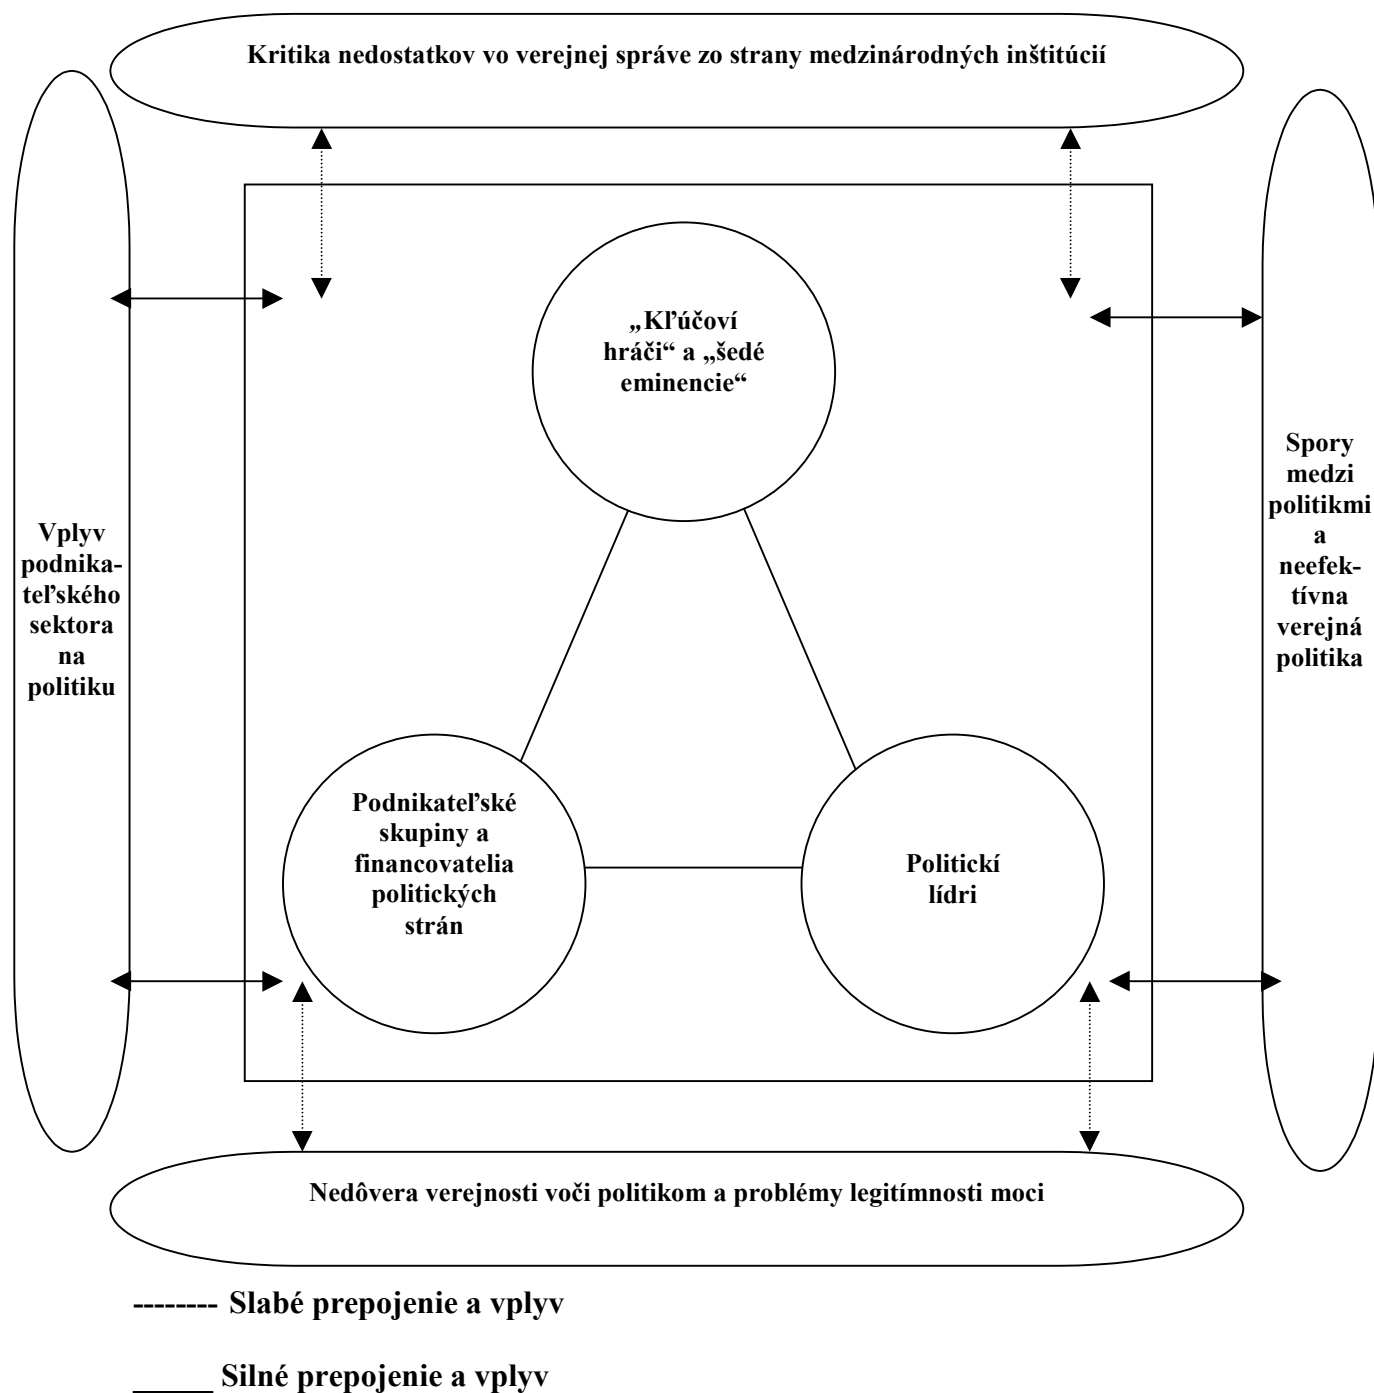 Kritika nedostatkov vo verejnej správe zo strany medzinárodných inštitúcií
„Kľúčoví
hráči“ a „šedé
eminencie“
Spory
medzi
politikmi
a
neefek-
tívna
verejná
politika
Vplyv
podnika-
teľského
sektora
na
politiku
Podnikateľské
skupiny a
financovatelia
politických
strán
Politickí
lídri
Nedôvera verejnosti voči politikom a problémy legitímnosti moci
-------- Slabé prepojenie a vplyv
______ Silné prepojenie a vplyv